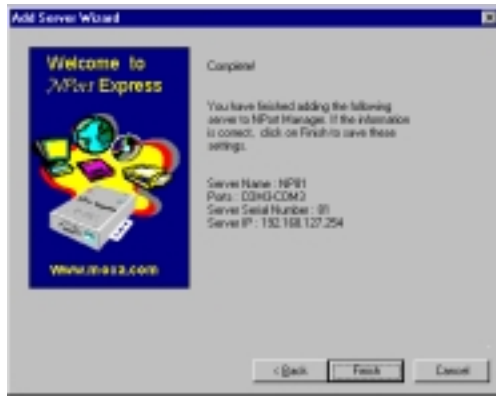 Add Server Wizard
Welcome to
NPort Express
www.moxa.com
Complete!
You have finished adding the following
server to NPort Manager. If the information
is correct, click on Finish to save these
settings.
Server Name : NP01
Ports : COM3-COM3
Server Serial Number : 01
Server IP : 192.168.127.254
< Back
Finish
Cancel